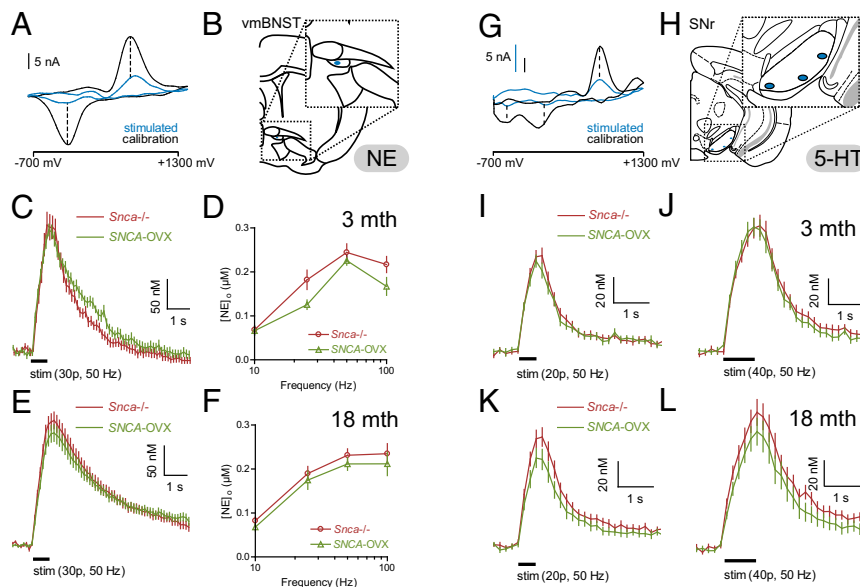 A
5 nA
stimulated
calibration
-700 mV
+1300 mV
B
vmBNST
NE
G
5 nA
-700 mV
+1300 mV
H
SNr
5-HT
C
Snca-/-
SNCA-OVX
50 nM
1 s
stim (30p, 50 Hz)
D
3 mth
[NE]o (µM)
0.3
0.2
0.1
0.0
10
100
Frequency (Hz)
Snca-/-
SNCA-OVX
I
Snca-/-
SNCA-OVX
20 nM
1 s
stim (20p, 50 Hz)
J
3 mth
20 nM
1 s
stim (40p, 50 Hz)
E
Snca-/-
SNCA-OVX
50 nM
1 s
stim (30p, 50 Hz)
F
18 mth
[NE]o (µM)
0.3
0.2
0.1
0.0
10
100
Frequency (Hz)
Snca-/-
SNCA-OVX
K
Snca-/-
SNCA-OVX
20 nM
1 s
stim (20p, 50 Hz)
L
18 mth
20 nM
1 s
stim (40p, 50 Hz)